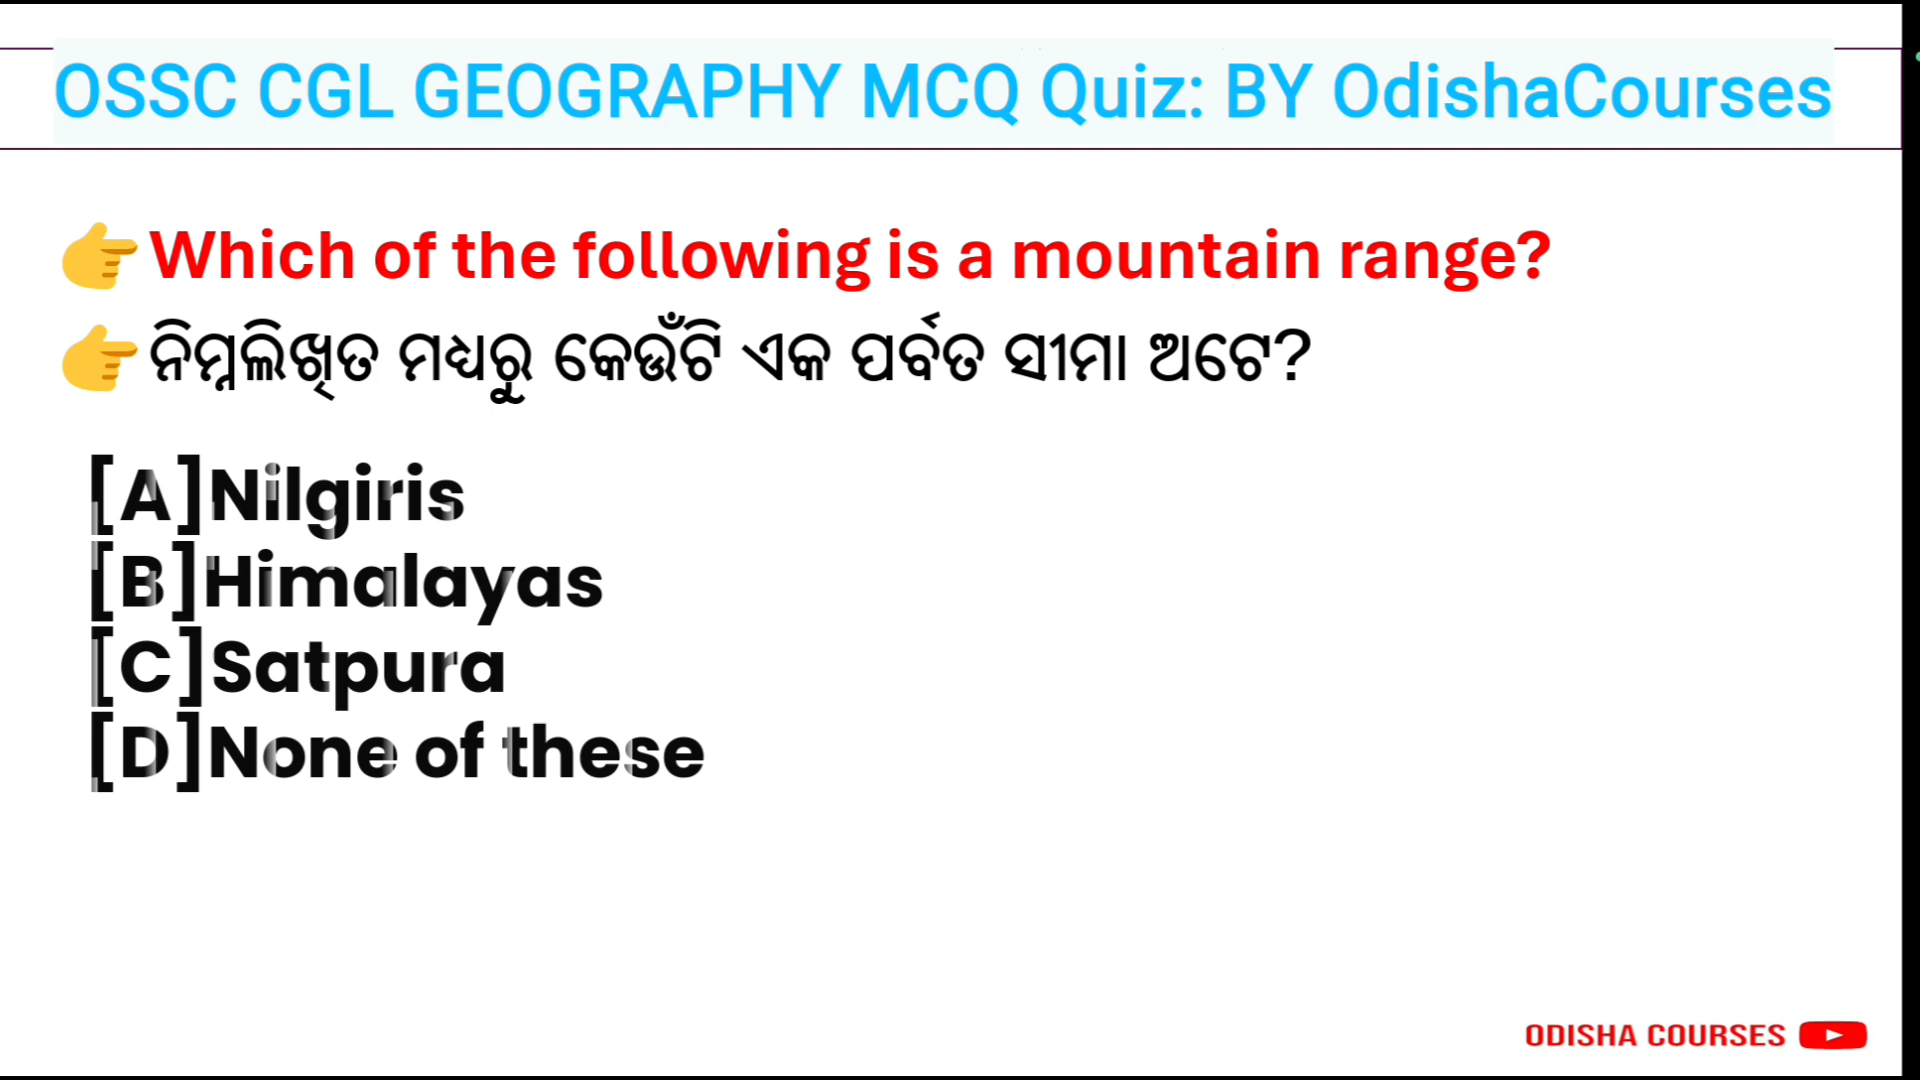 OSSC CGL GEOGRAPHY MCQ Quiz: BY OdishaCourses
👉Which of the following is a mountain range?
👉ନିମ୍ନଲିଖିତ ମଧ୍ୟରୁ କେଉଁଟି ଏକ ପର୍ବତ ସୀମା ଅଟେ?
[A]Nilgiris
[B]Himalayas
[C]Satpura
[D]None of these
ODISHA COURSES